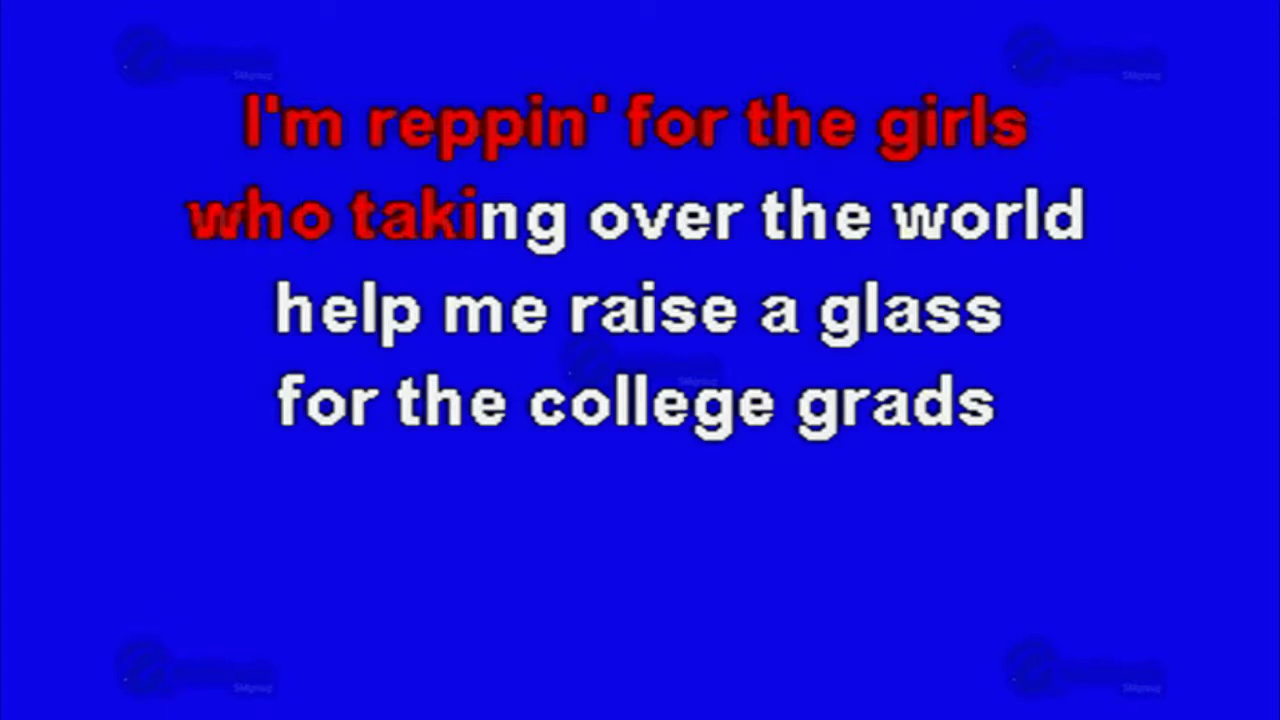 I'm reppin' for the girls
who taking over the world
help me raise a glass
for the college grads